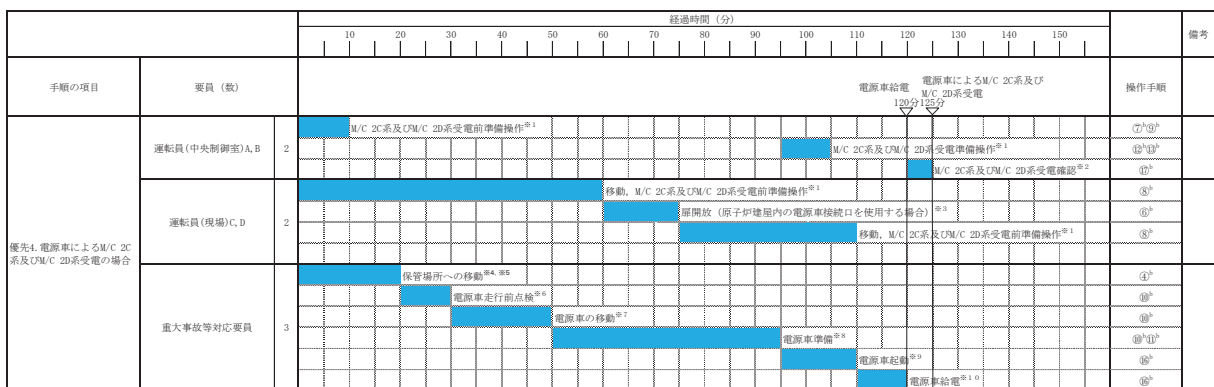 経過時間（分）
備考
10 20 30 40 50 60 70 80 90 100 110 120 130 140 150
手順の項目
要員（数）
操作手順
電源車給電
120分
電源車によるM/C 2C系及び
M/C 2D系受電
125分
優先4.電源車によるM/C 2C
系及びM/C 2D系受電の場合
運転員(中央制御室)A,B
2
M/C 2C系及びM/C 2D系受電前準備操作※1
⑦ᵇ⑨ᵇ
M/C 2C系及びM/C 2D系受電準備操作※1
⑫ᵇ⑬ᵇ
M/C 2C系及びM/C 2D系受電確認※2
⑰ᵇ
運転員(現場)C,D
2
移動，M/C 2C系及びM/C 2D系受電前準備操作※1
⑧ᵇ
扉開放（原子炉建屋内の電源車接続口を使用する場合）※3
⑥ᵇ
移動，M/C 2C系及びM/C 2D系受電前準備操作※1
⑧ᵇ
重大事故等対応要員
3
保管場所への移動※4,※5
④ᵇ
電源車走行前点検※6
⑩ᵇ
電源車の移動※7
⑩ᵇ
電源車準備※8
⑩ᵇ⑪ᵇ
電源車起動※9
⑯ᵇ
電源車給電※10
⑯ᵇ